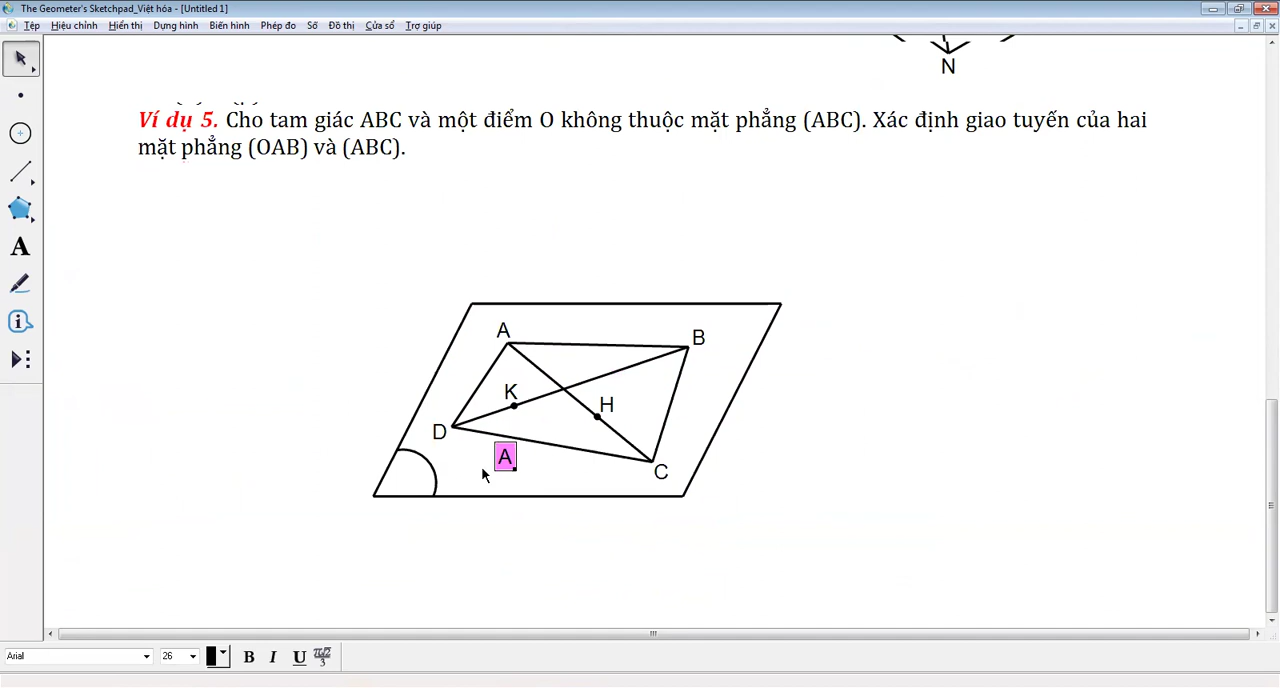 The Geometer's Sketchpad_Việt hóa - [Untitled 1]
Tệp Hiệu chỉnh Hiển thị Dựng hình Biến hình Phép đo Số Đồ thị Cửa sổ Trợ giúp
N
Ví dụ 5. Cho tam giác ABC và một điểm O không thuộc mặt phẳng (ABC). Xác định giao tuyến của hai
mặt phẳng (OAB) và (ABC).
A
B
K
H
D
A
C
Arial 26 B I U